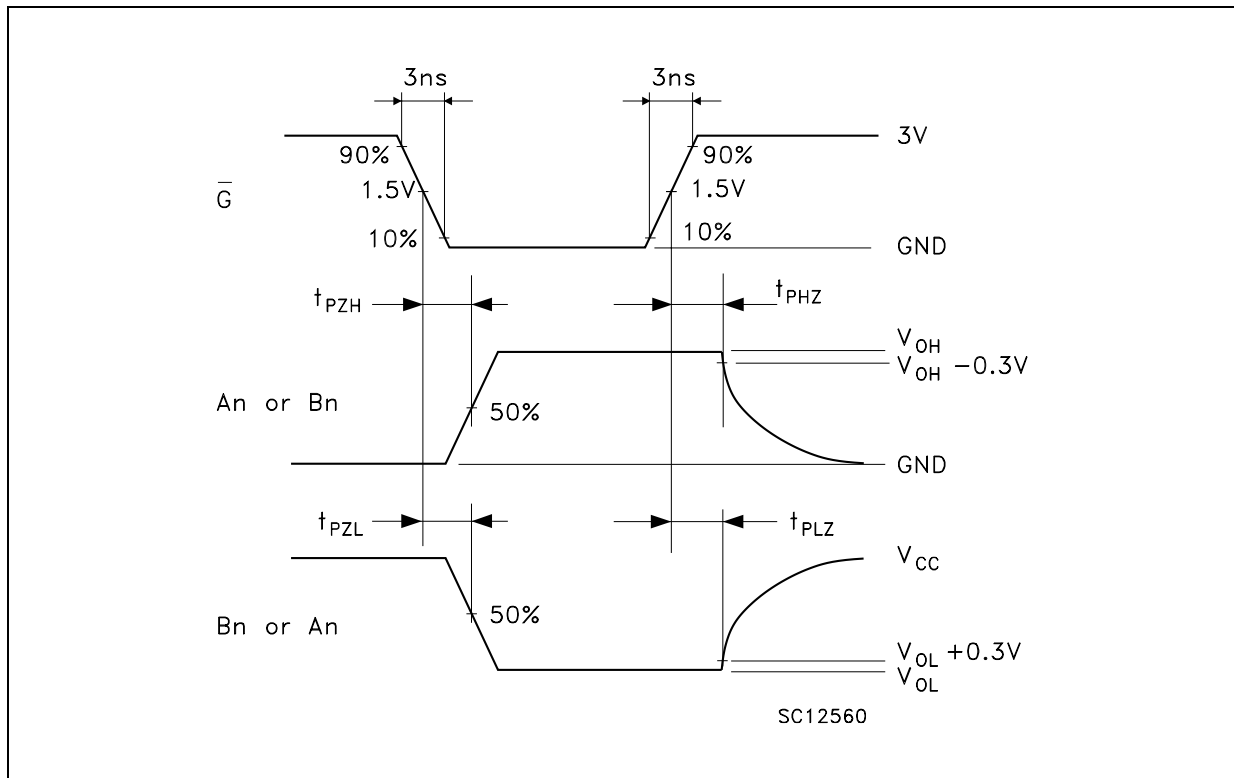 3ns 3ns
3V
90% 90%
G̅ 1.5V 1.5V
10% 10%
GND
tPZH tPHZ
VOH
VOH −0.3V
An or Bn 50%
GND
tPZL tPLZ
VCC
50%
Bn or An
VOL +0.3V
VOL
SC12560